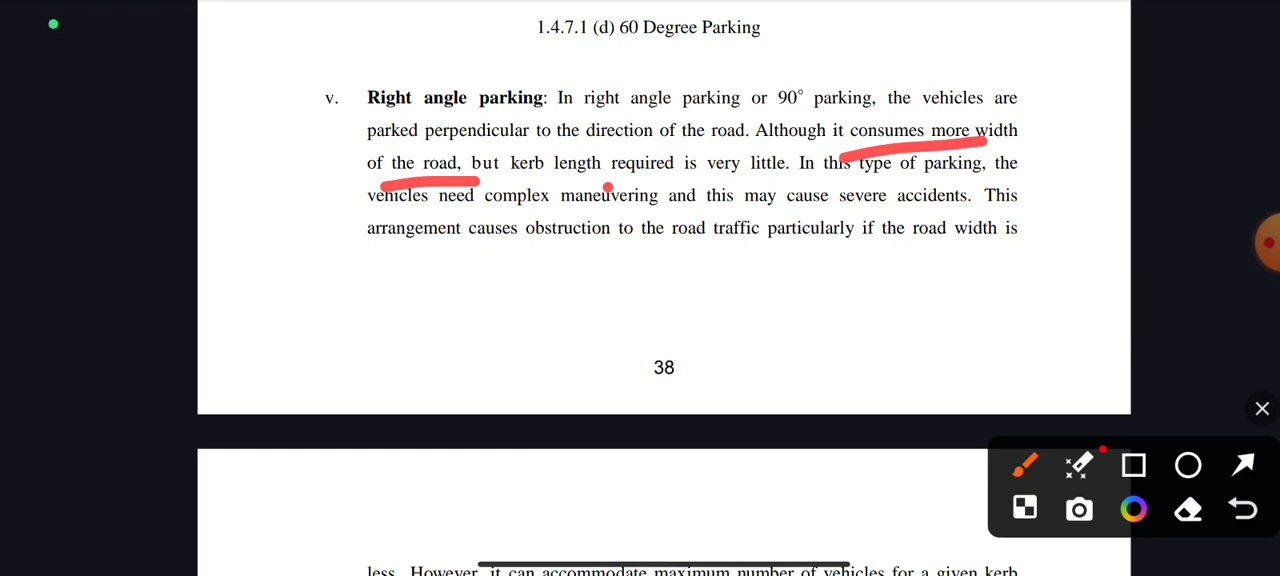 1.4.7.1 (d) 60 Degree Parking
v. Right angle parking: In right angle parking or 90° parking, the vehicles are
parked perpendicular to the direction of the road. Although it consumes more width
of the road, but kerb length required is very little. In this type of parking, the
vehicles need complex maneuvering and this may cause severe accidents. This
arrangement causes obstruction to the road traffic particularly if the road width is
38
less. However, it can accommodate maximum number of vehicles for a given kerb